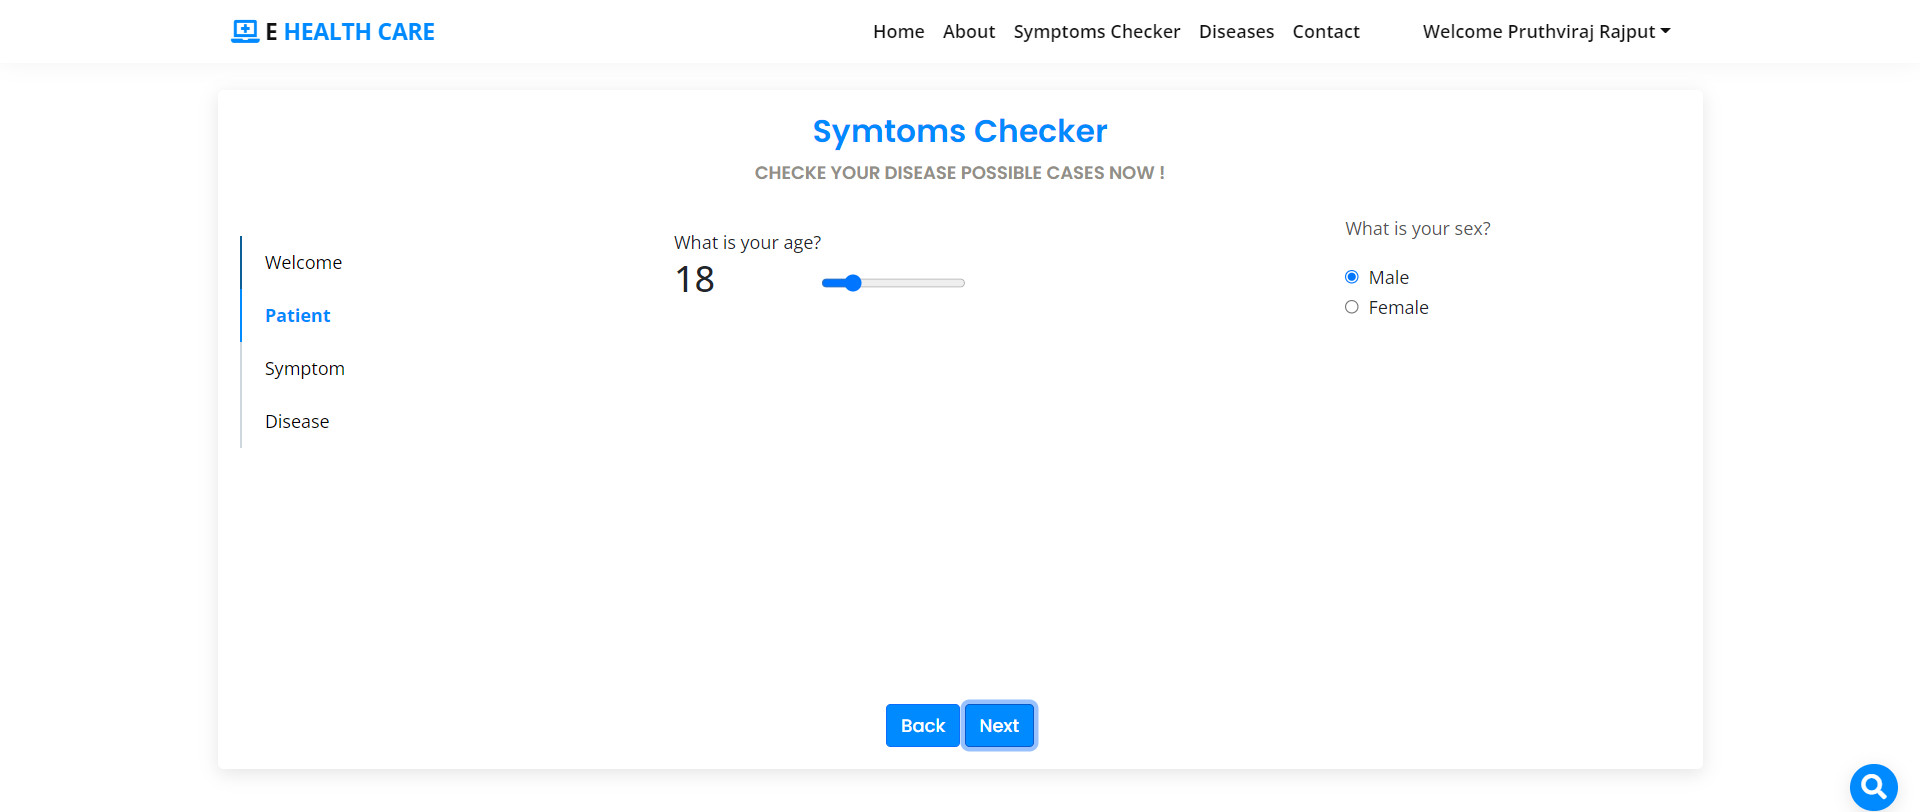 E HEALTH CARE
Home About Symptoms Checker Diseases Contact Welcome Pruthviraj Rajput
Symtoms Checker
CHECKE YOUR DISEASE POSSIBLE CASES NOW !
Welcome
Patient
Symptom
Disease
What is your age?
18
What is your sex?
Male
Female
Back Next